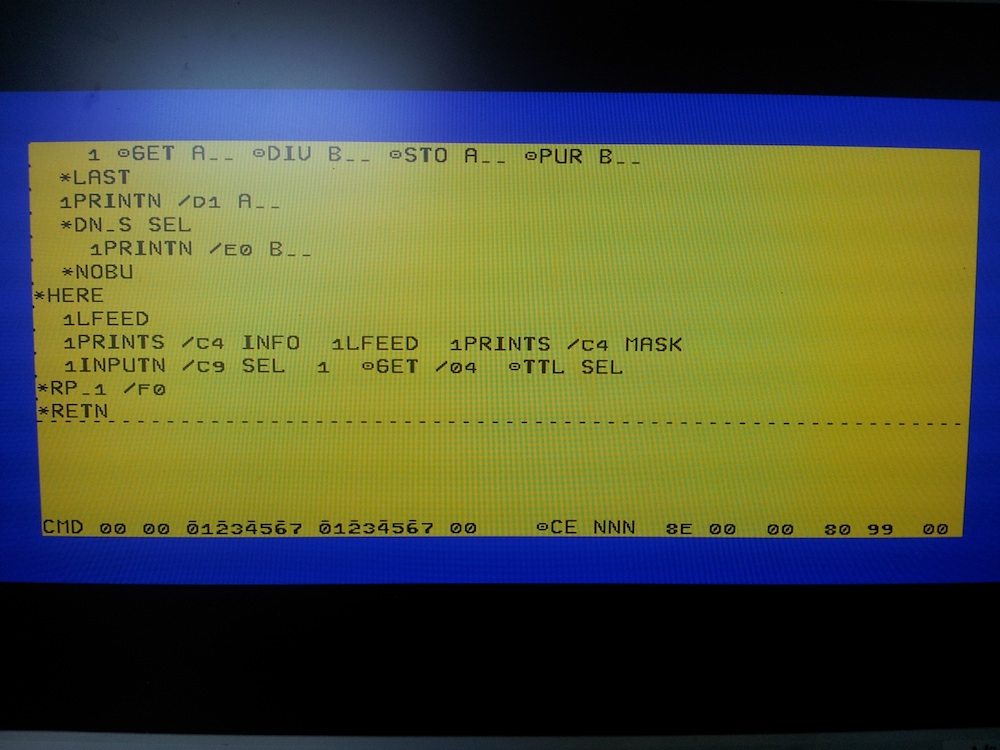 1 ⊙GET A__ ⊙DIV B__ ⊙STO A__ ⊙PUR B__
*LAST
1PRINTN /D1 A__
*DN_S SEL
1PRINTN /E0 B__
*NOBU
*HERE
1LFEED
1PRINTS /C4 INFO 1LFEED 1PRINTS /C4 MASK
1INPUTN /C9 SEL 1 ⊙GET /04 ⊙TTL SEL
*RP_1 /F0
*RETN
CMD 00 00 01234567 01234567 00 ⊙CE NNN 8E 00 00 80 99 00